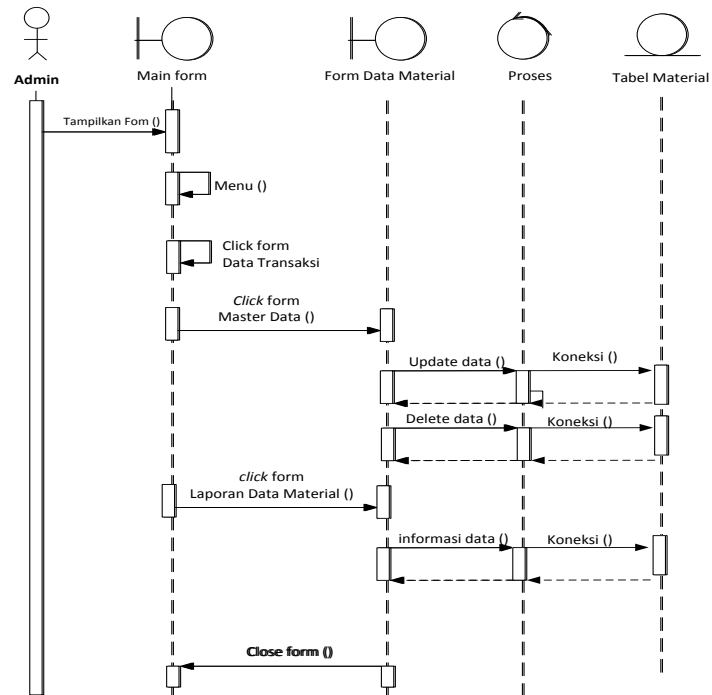 Admin
Main form
Form Data Material
Proses
Tabel Material
Tampilkan Fom ()
Menu ()
Click form
Data Transaksi
Click form
Master Data ()
Update data ()
Koneksi ()
Delete data ()
Koneksi ()
click form
Laporan Data Material ()
informasi data ()
Koneksi ()
Close form ()